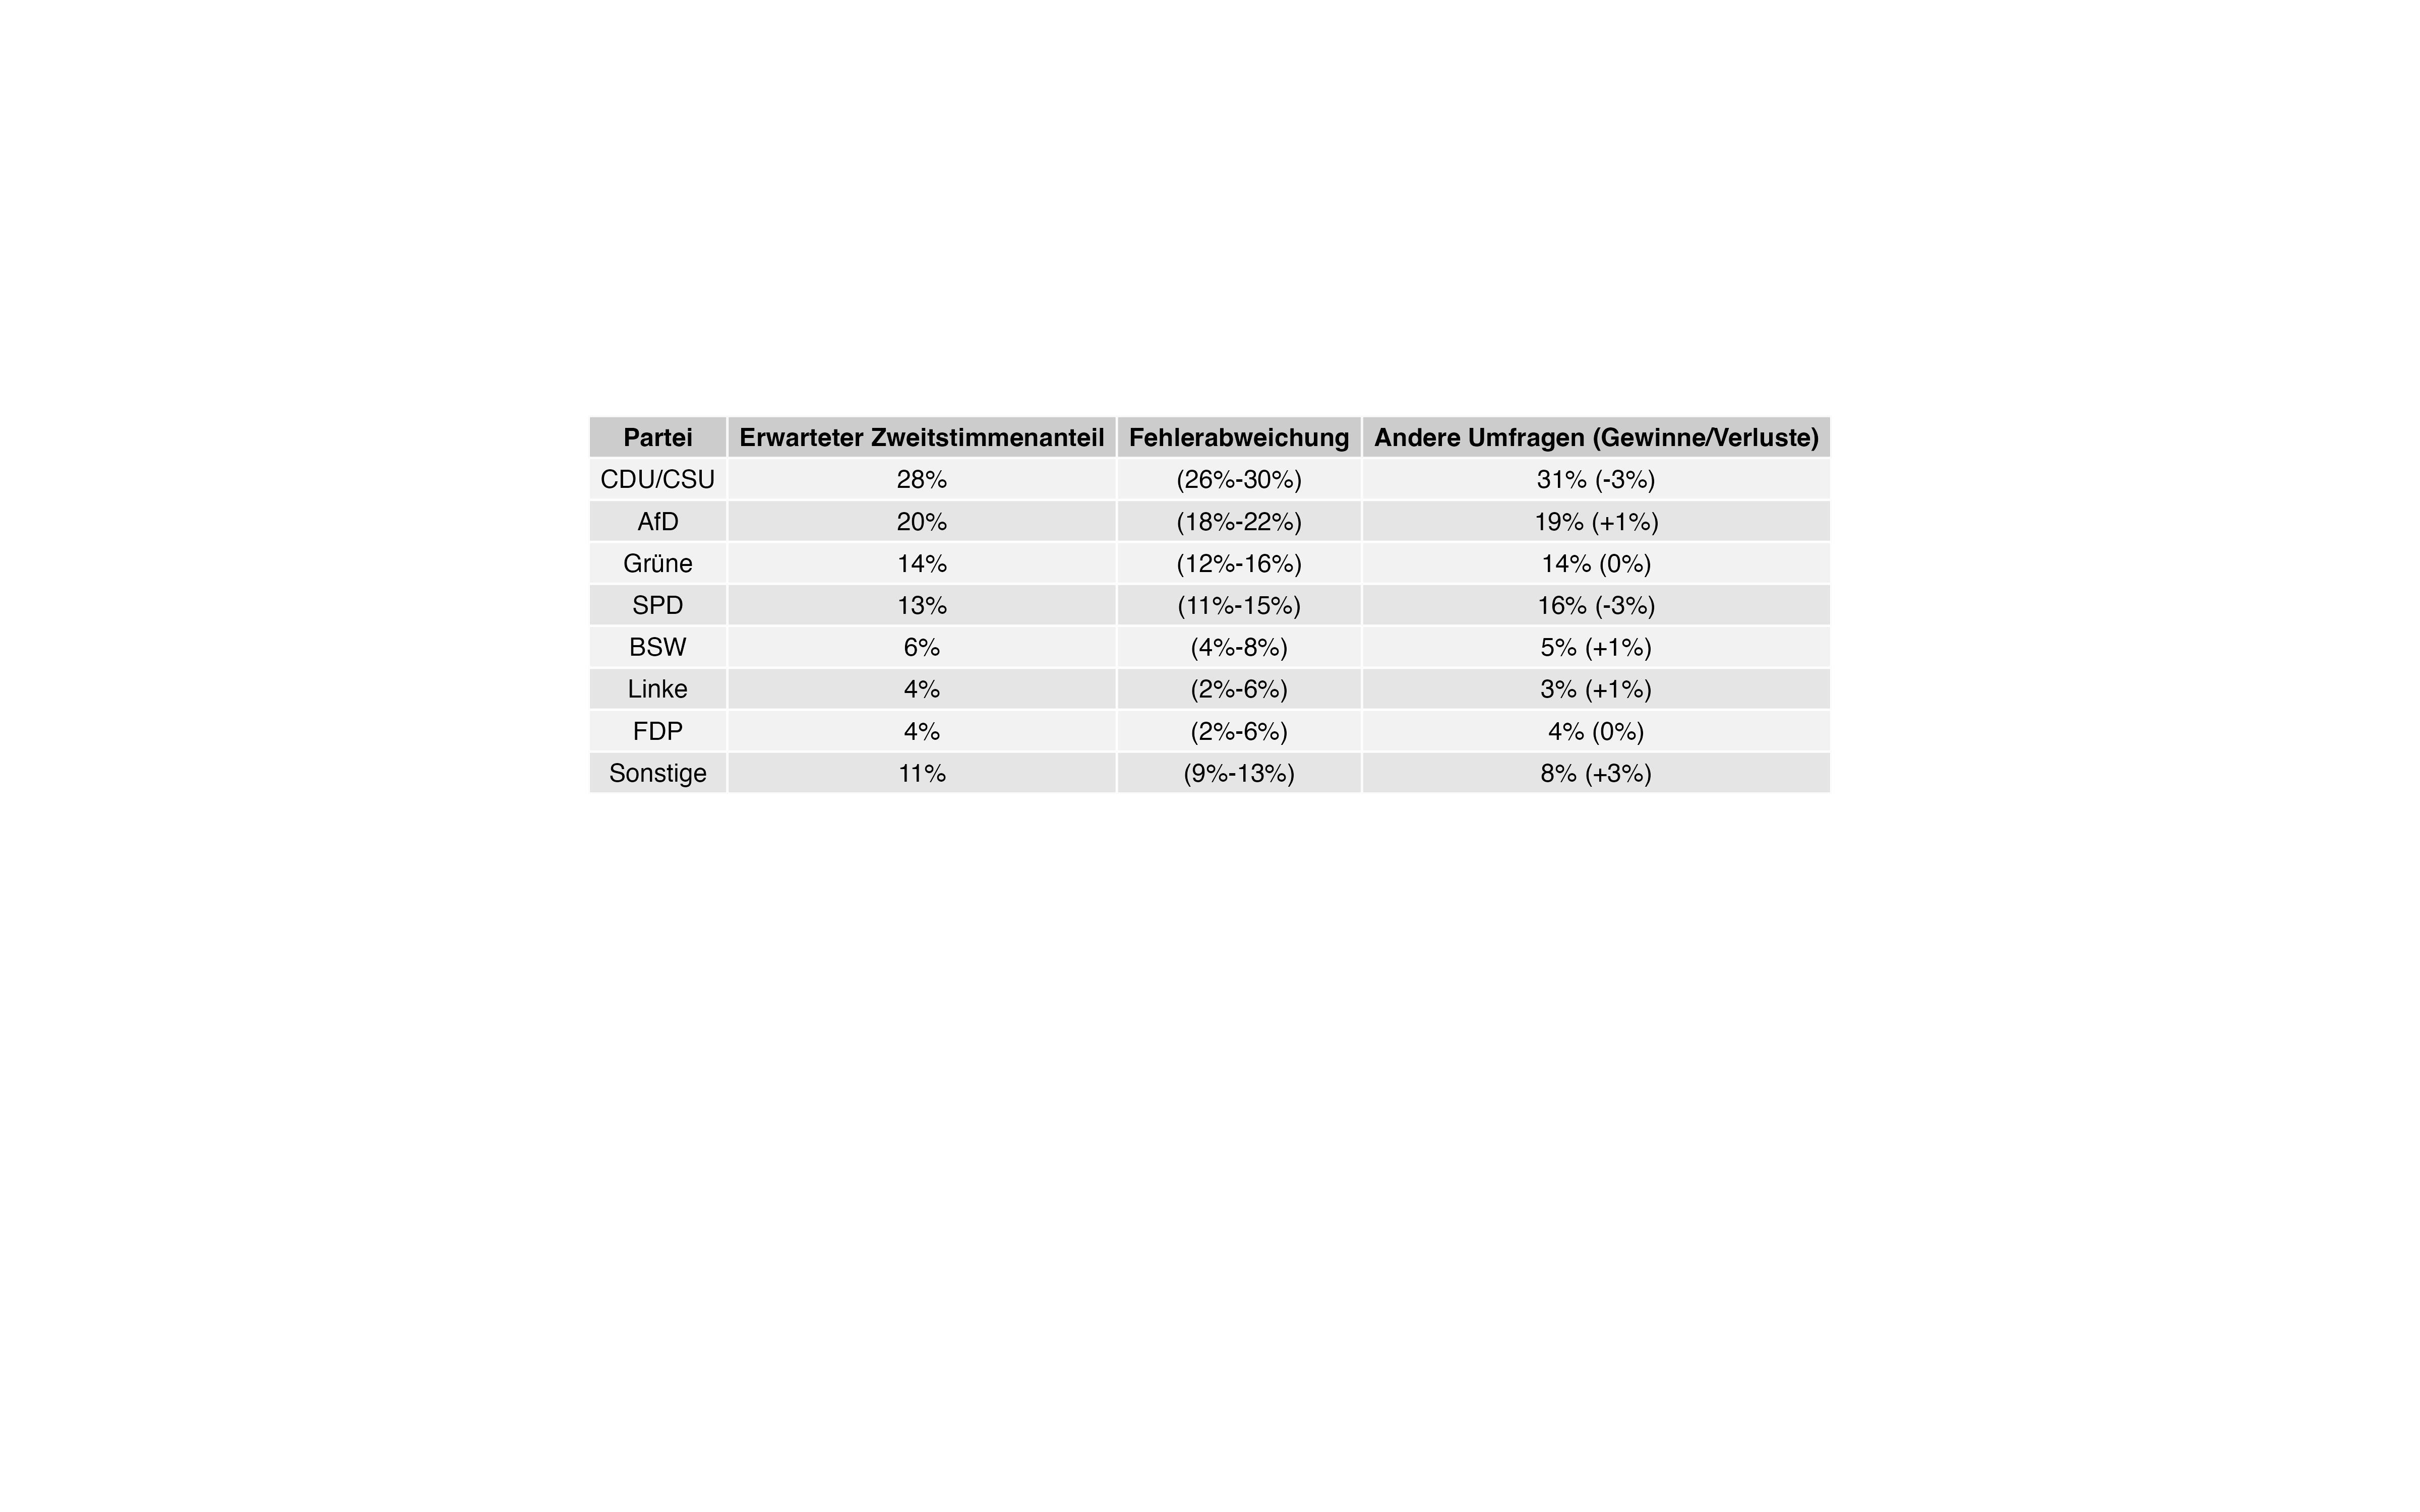 Partei Erwarteter Zweitstimmenanteil Fehlerabweichung Andere Umfragen (Gewinne/Verluste)
CDU/CSU 28% (26%-30%) 31% (-3%)
AfD 20% (18%-22%) 19% (+1%)
Grüne 14% (12%-16%) 14% (0%)
SPD 13% (11%-15%) 16% (-3%)
BSW 6% (4%-8%) 5% (+1%)
Linke 4% (2%-6%) 3% (+1%)
FDP 4% (2%-6%) 4% (0%)
Sonstige 11% (9%-13%) 8% (+3%)